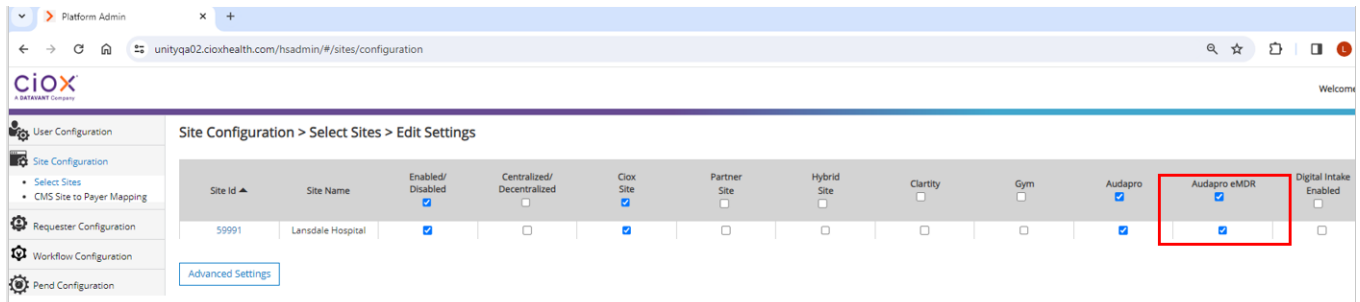 Platform Admin
unityqa02.cioxhealth.com/hsadmin/#/sites/configuration
L
CIOX
A DATAVANT Company
Welcome
User Configuration
Site Configuration
Select Sites
CMS Site to Payer Mapping
Requester Configuration
Workflow Configuration
Pend Configuration
Site Configuration > Select Sites > Edit Settings
Site Id Site Name Enabled/ Disabled Centralized/ Decentralized Ciox Site Partner Site Hybrid Site Clartity Gym Audapro Audapro eMDR Digital Intake Enabled
59991 Lansdale Hospital
Advanced Settings